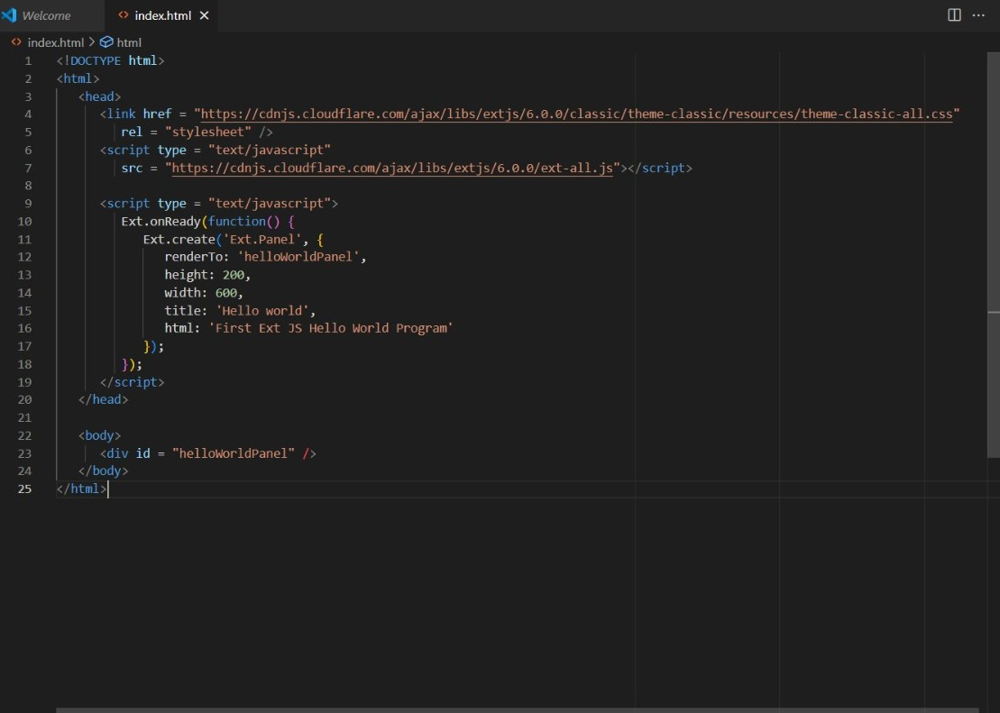 Welcome
index.html
index.html > html
1 <!DOCTYPE html>
2 <html>
3    <head>
4       <link href = "https://cdnjs.cloudflare.com/ajax/libs/extjs/6.0.0/classic/theme-classic/resources/theme-classic-all.css"
5          rel = "stylesheet" />
6       <script type = "text/javascript"
7          src = "https://cdnjs.cloudflare.com/ajax/libs/extjs/6.0.0/ext-all.js"></script>
8
9       <script type = "text/javascript">
10          Ext.onReady(function() {
11             Ext.create('Ext.Panel', {
12                renderTo: 'helloWorldPanel',
13                height: 200,
14                width: 600,
15                title: 'Hello world',
16                html: 'First Ext JS Hello World Program'
17             });
18          });
19       </script>
20    </head>
21
22    <body>
23       <div id = "helloWorldPanel" />
24    </body>
25 </html>